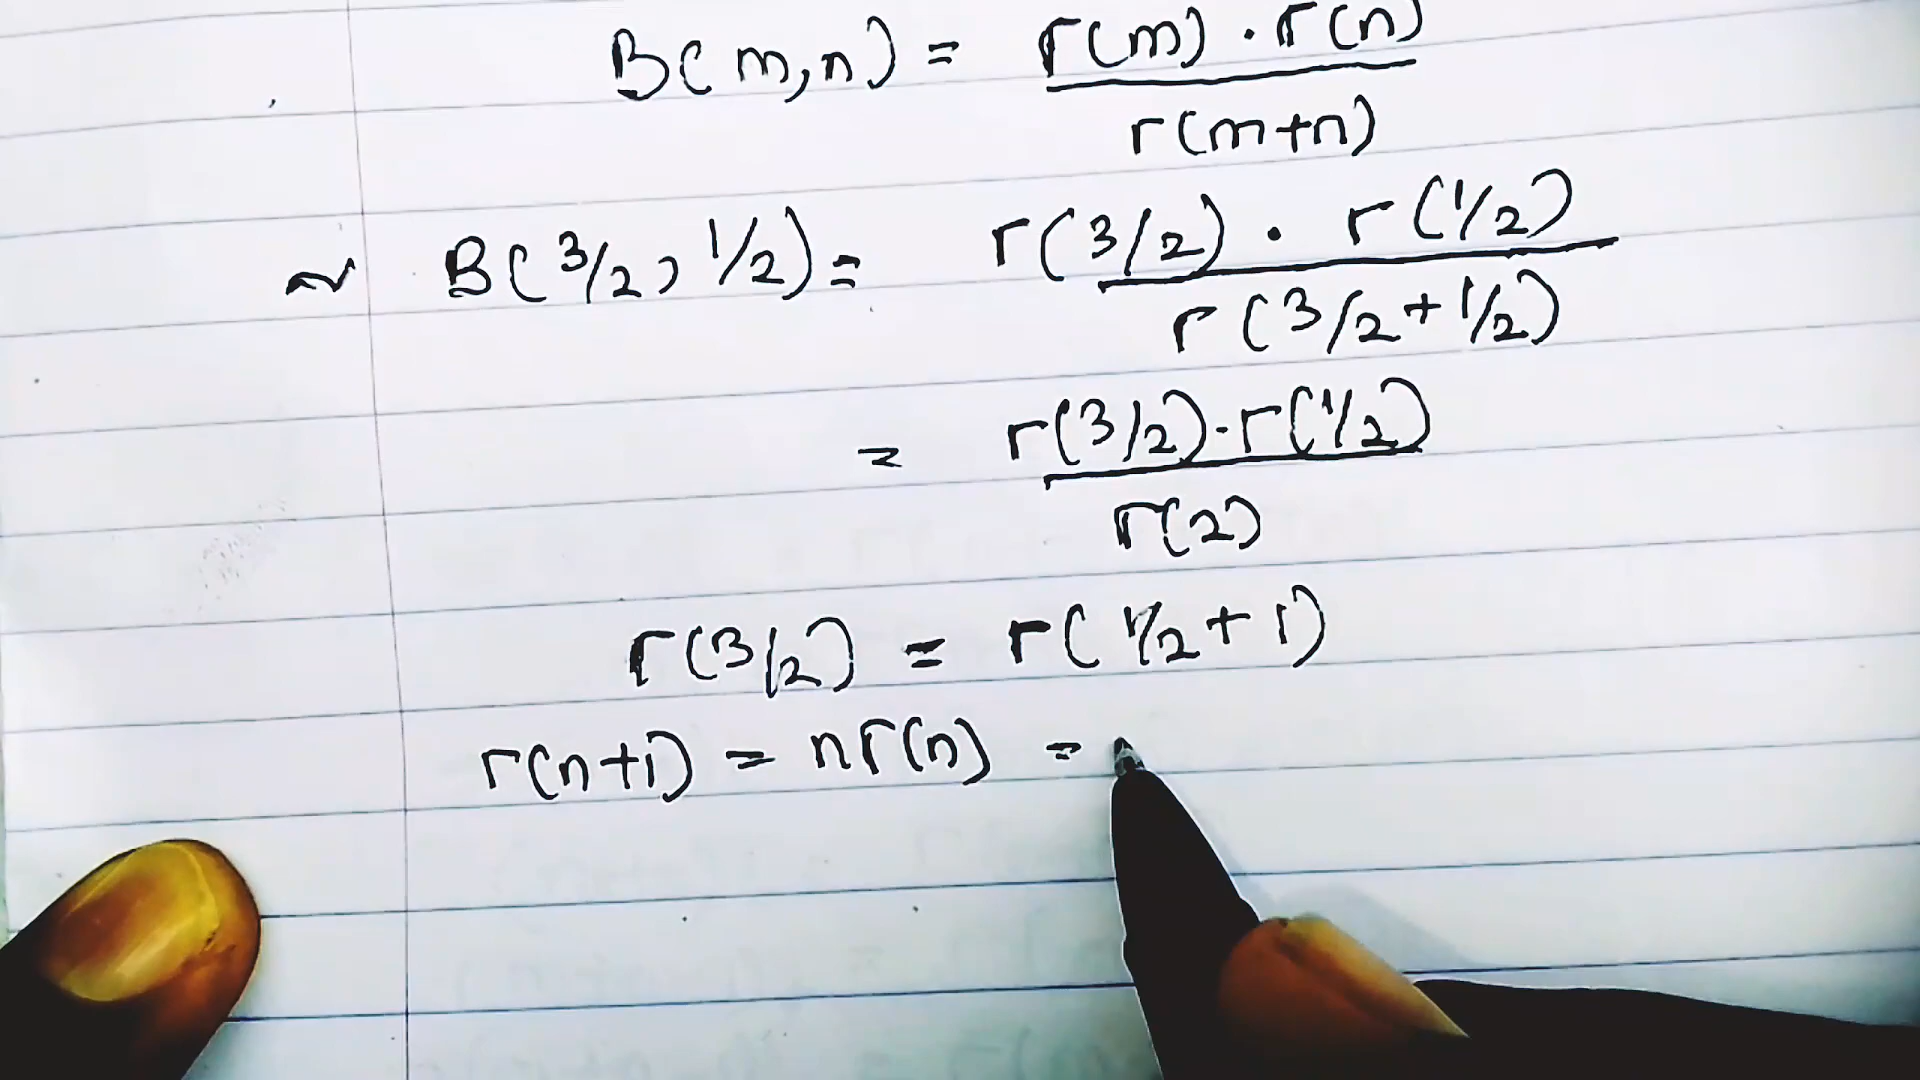 B(m,n) = Γ(m) · Γ(n) / Γ(m+n)
∴ B(3/2, 1/2) = Γ(3/2) · Γ(1/2) / Γ(3/2 + 1/2)
= Γ(3/2) · Γ(1/2) / Γ(2)
Γ(3/2) = Γ(1/2 + 1)
Γ(n+1) = nΓ(n) =